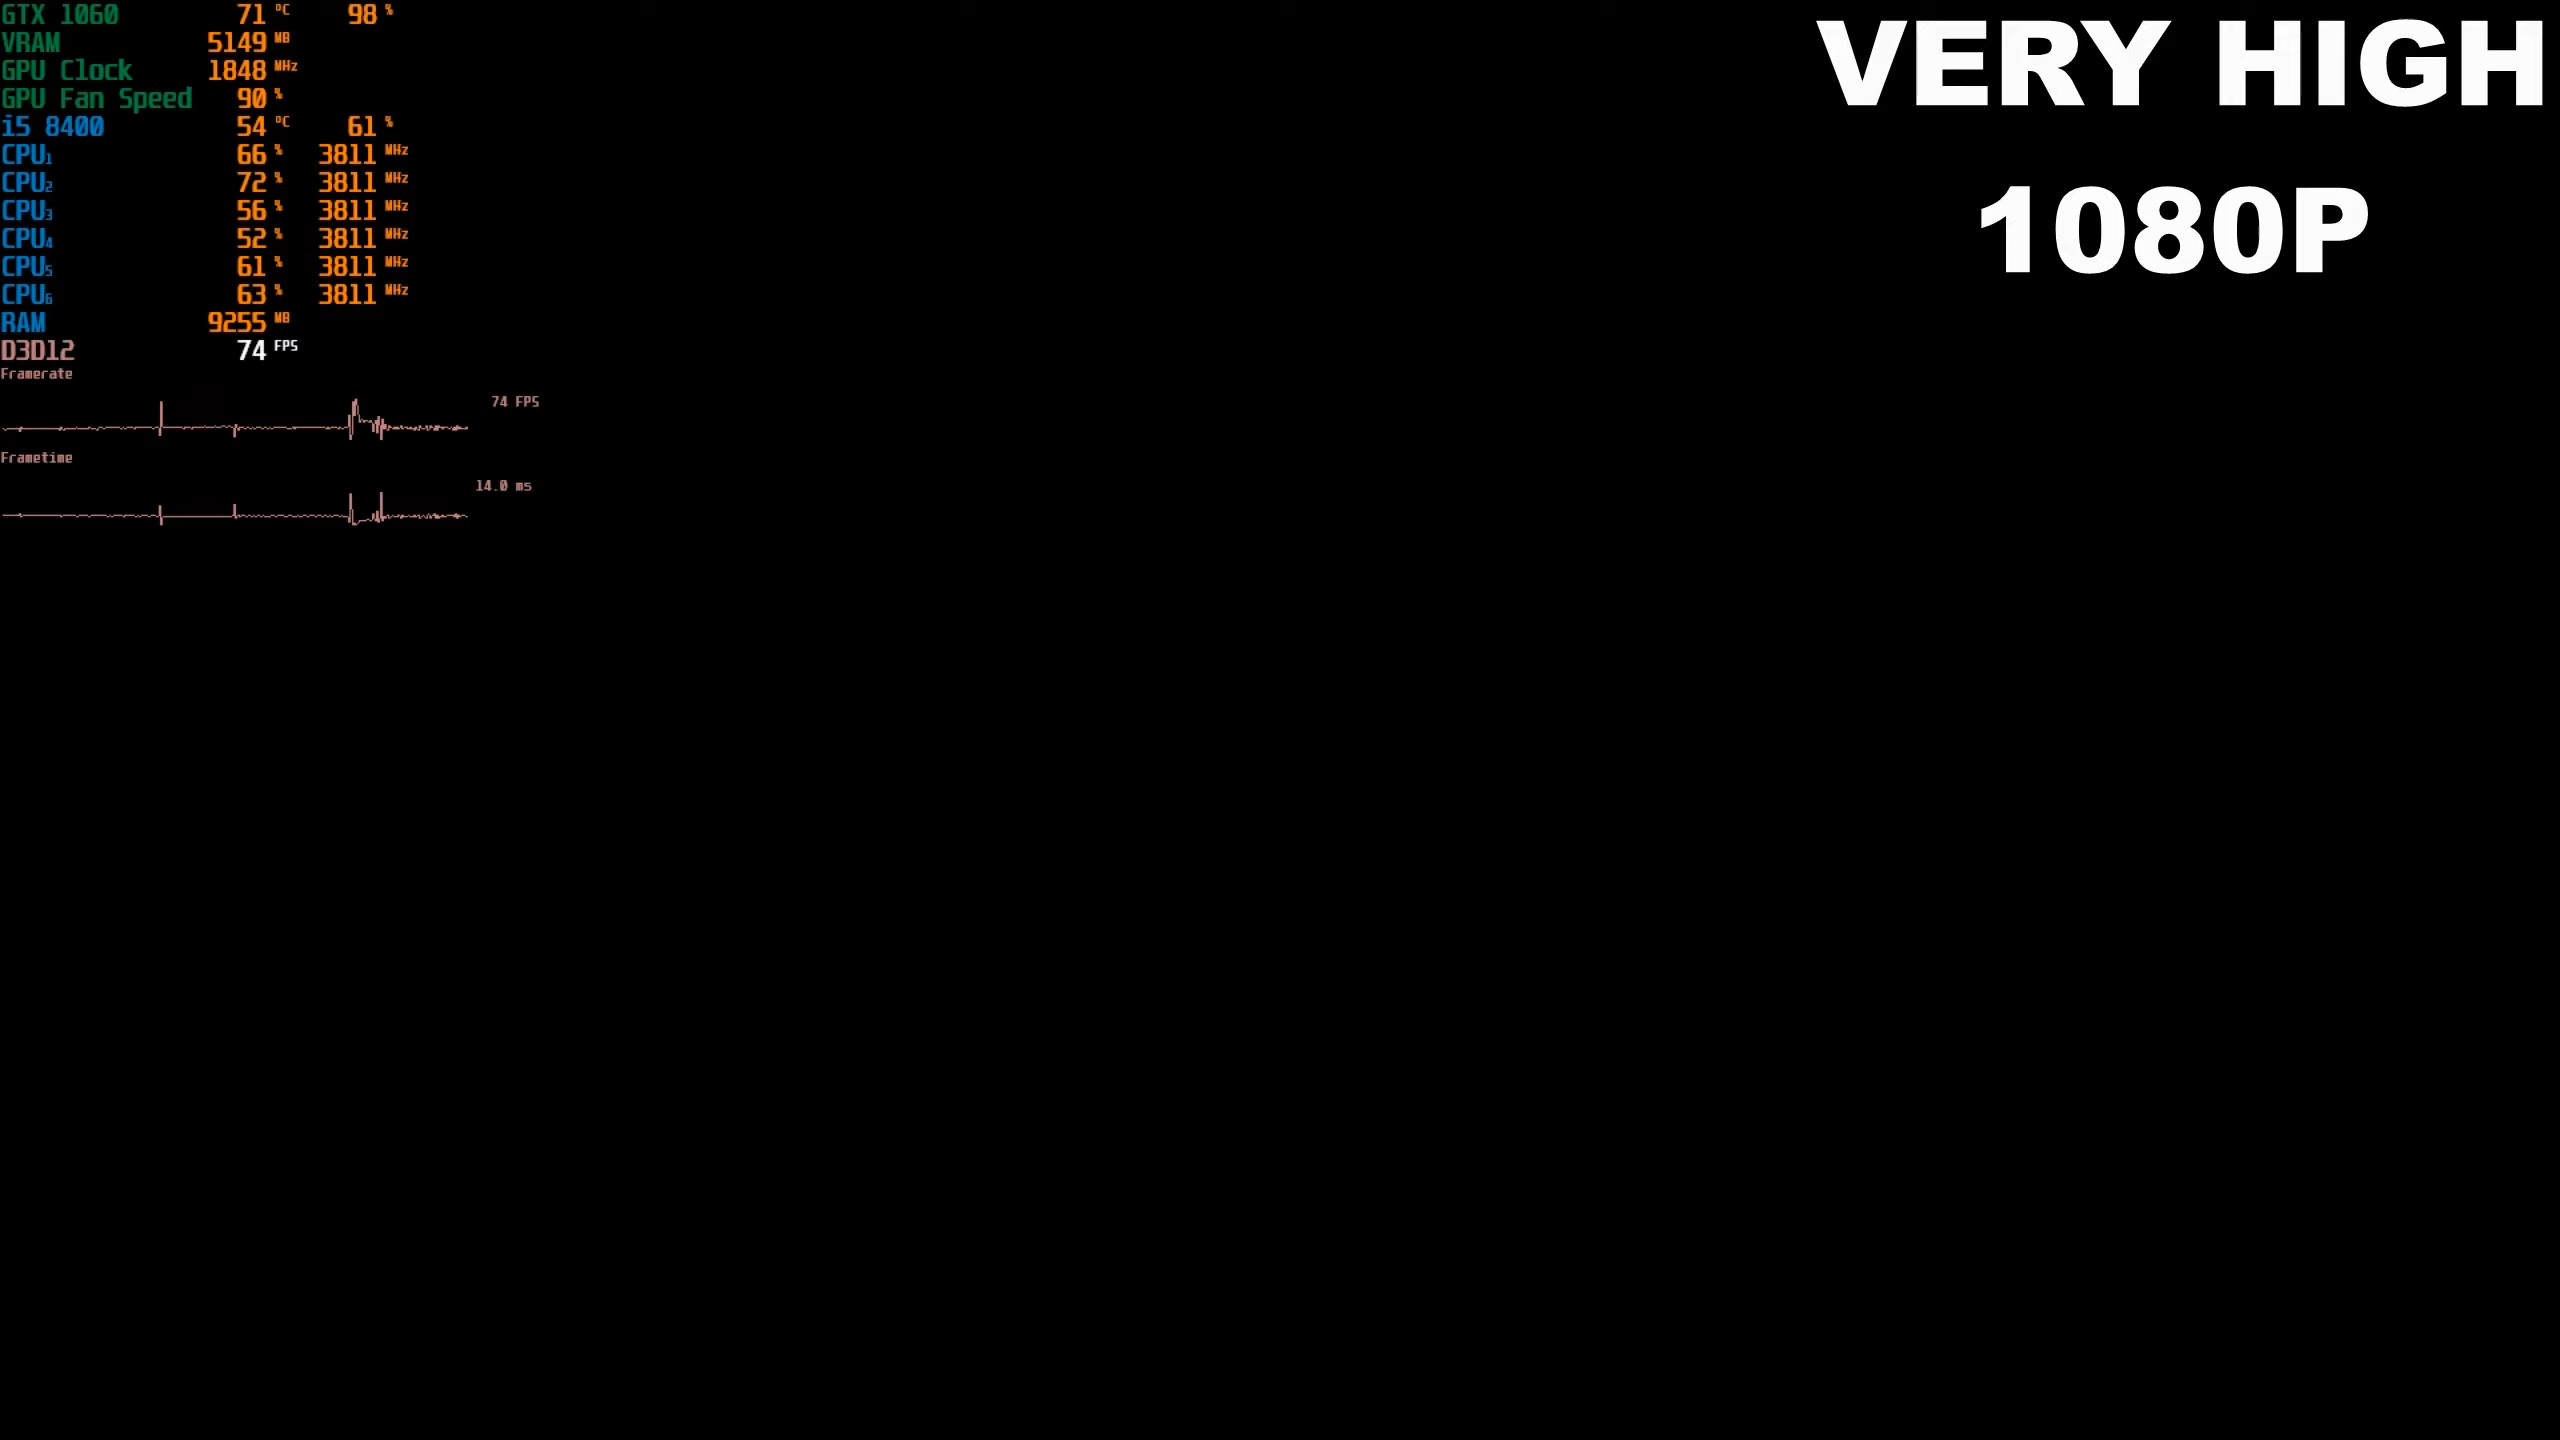 GTX 1060 71 °C 98 %
VRAM 5149 MB
GPU Clock 1848 MHz
GPU Fan Speed 90 %
i5 8400 54 °C 61 %
CPU1 66 % 3811 MHz
CPU2 72 % 3811 MHz
CPU3 56 % 3811 MHz
CPU4 52 % 3811 MHz
CPU5 61 % 3811 MHz
CPU6 63 % 3811 MHz
RAM 9255 MB
D3D12 74 FPS
Framerate
74 FPS
Frametime
14.0 ms
VERY HIGH
1080P